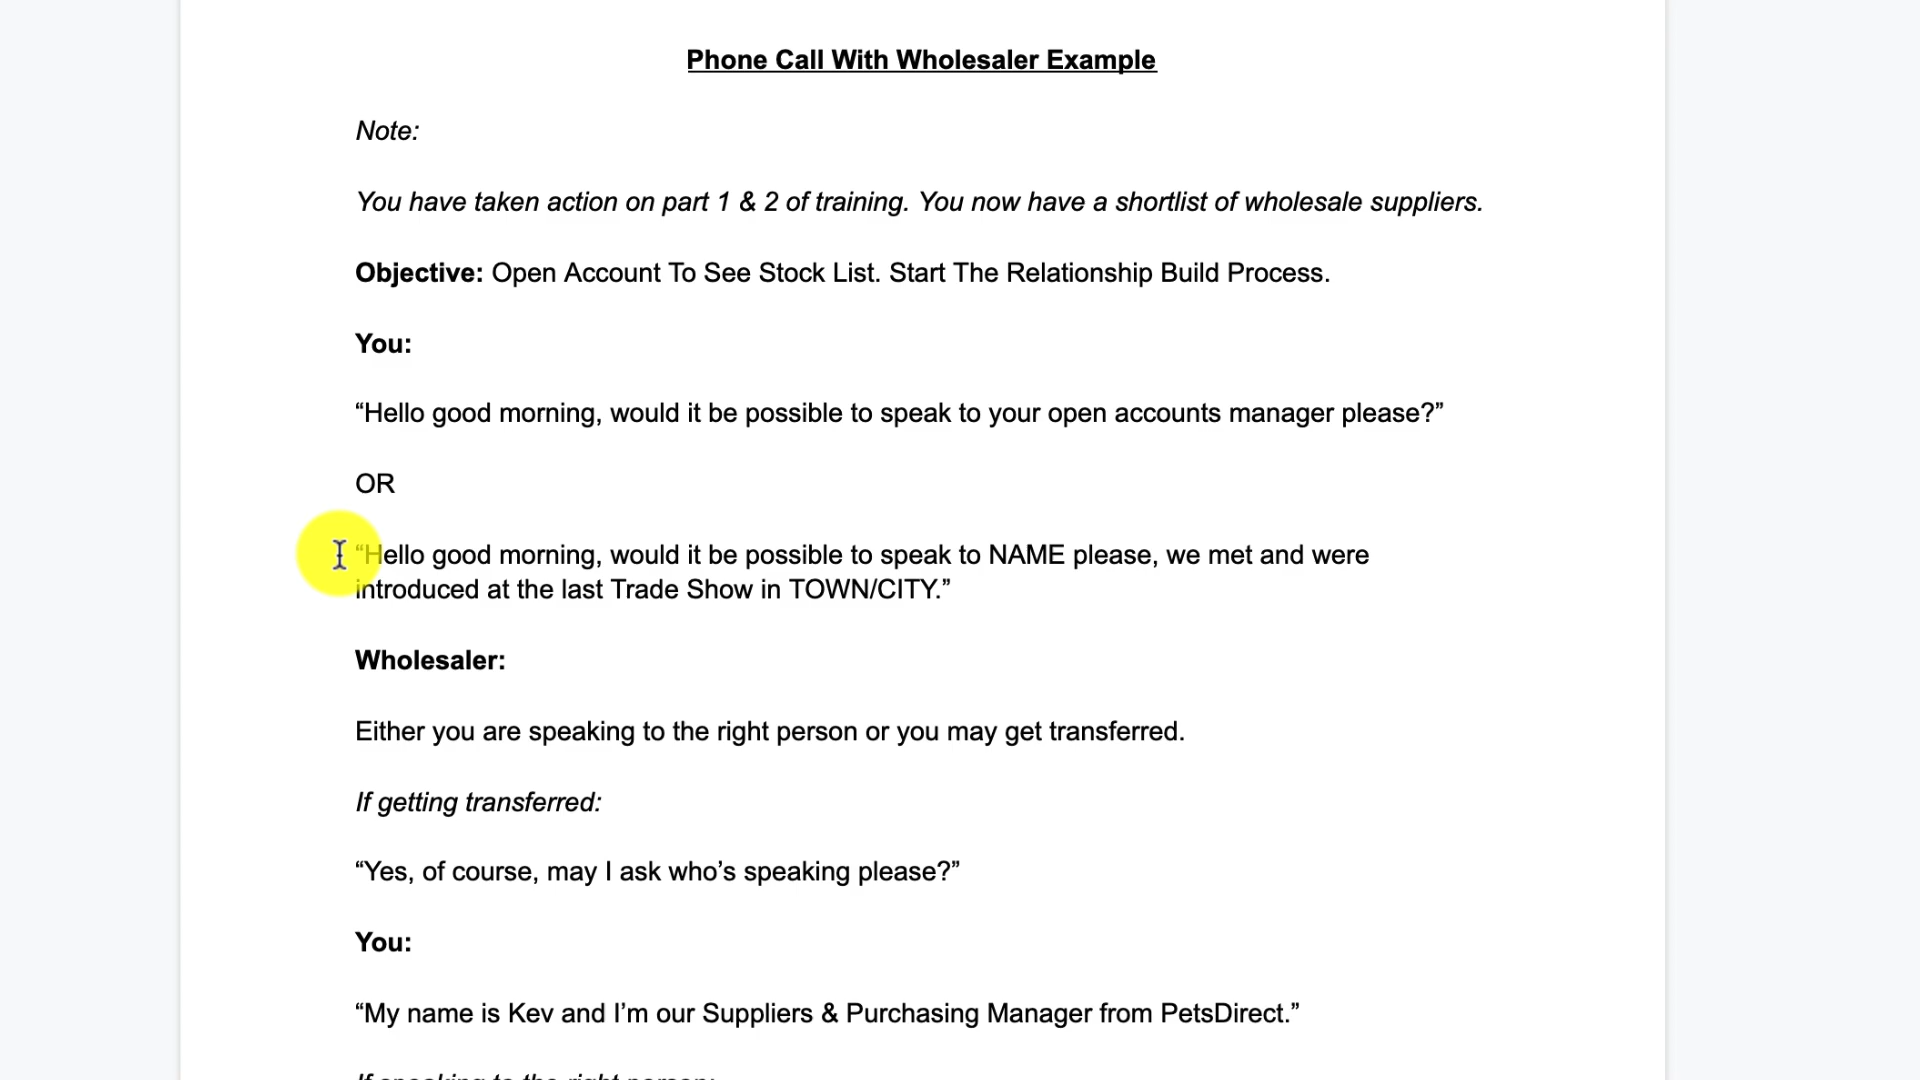 Phone Call With Wholesaler Example
Note:
You have taken action on part 1 & 2 of training. You now have a shortlist of wholesale suppliers.
Objective: Open Account To See Stock List. Start The Relationship Build Process.
You:
“Hello good morning, would it be possible to speak to your open accounts manager please?”
OR
“Hello good morning, would it be possible to speak to NAME please, we met and were
introduced at the last Trade Show in TOWN/CITY.”
Wholesaler:
Either you are speaking to the right person or you may get transferred.
If getting transferred:
“Yes, of course, may I ask who’s speaking please?”
You:
“My name is Kev and I’m our Suppliers & Purchasing Manager from PetsDirect.”
If speaking to the right person: